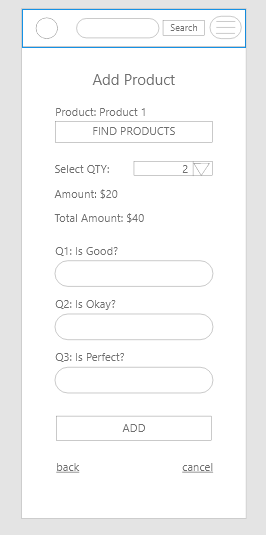 Search
Add Product
Product: Product 1
FIND PRODUCTS
Select QTY: 2
Amount: $20
Total Amount: $40
Q1: Is Good?
Q2: Is Okay?
Q3: Is Perfect?
ADD
back cancel